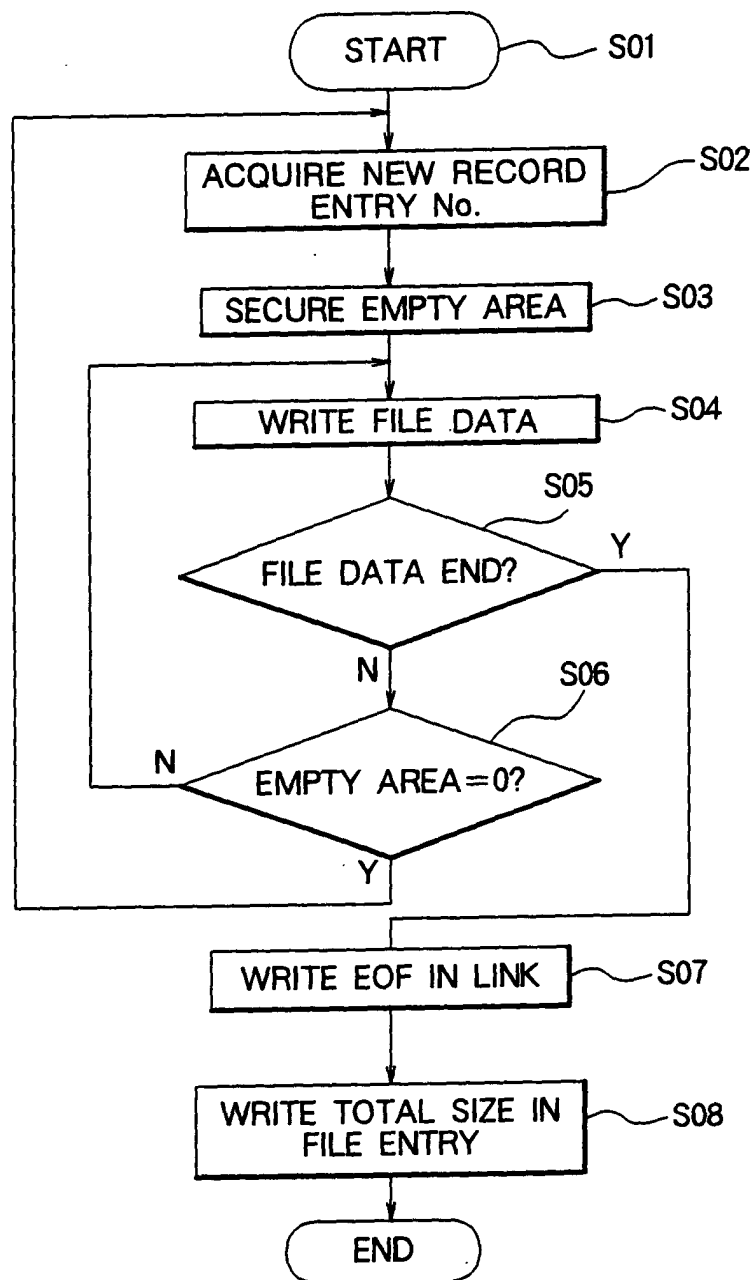 START
S01
ACQUIRE NEW RECORD
ENTRY No.
S02
SECURE EMPTY AREA
S03
WRITE FILE DATA
S04
S05
FILE DATA END?
Y
N
S06
N
EMPTY AREA=0?
Y
WRITE EOF IN LINK
S07
WRITE TOTAL SIZE IN
FILE ENTRY
S08
END